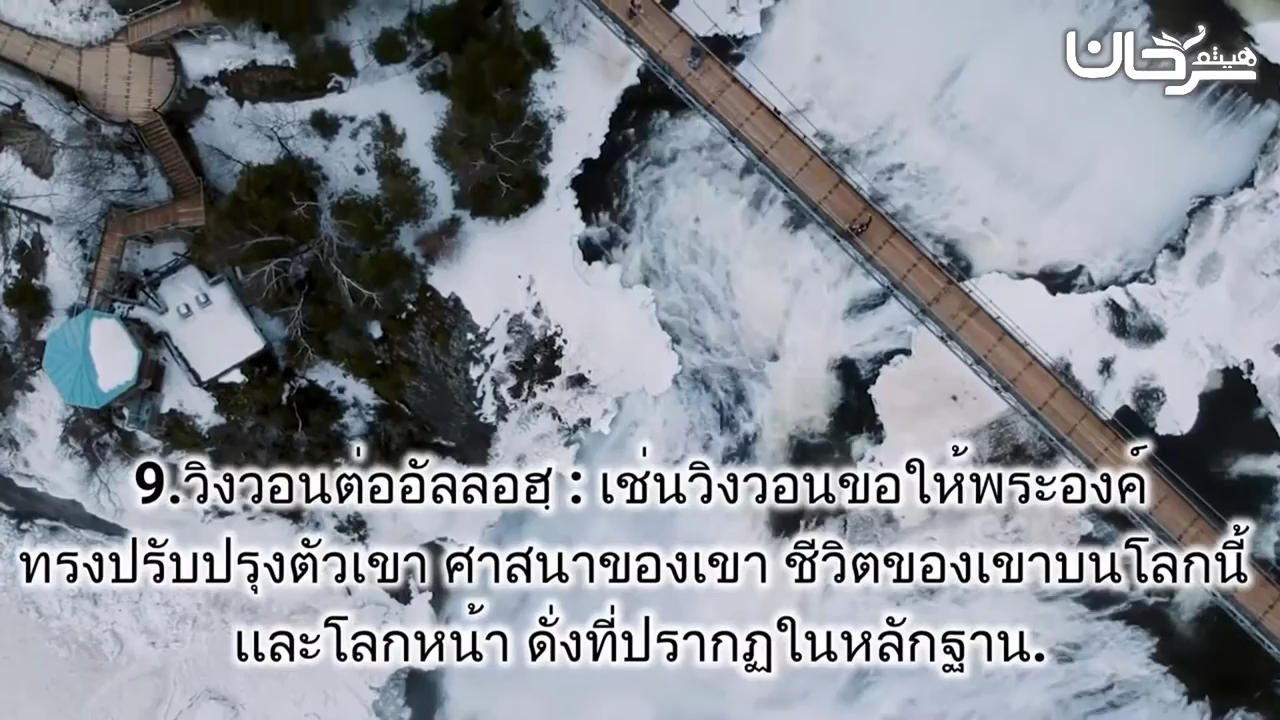 هيثم
سرحان
9.วิงวอนต่ออัลลอฮฺ : เช่นวิงวอนขอให้พระองค์
ทรงปรับปรุงตัวเขา ศาสนาของเขา ชีวิตของเขาบนโลกนี้
และโลกหน้า ดั่งที่ปรากฏในหลักฐาน.